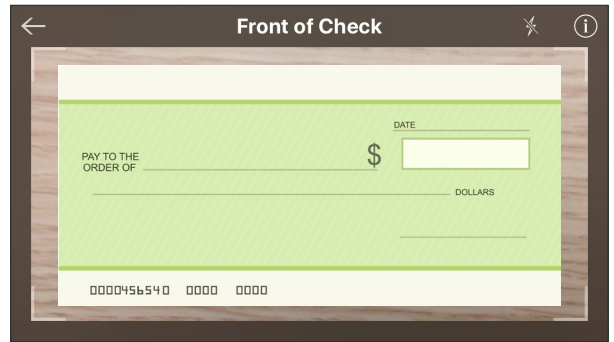 Front of Check
DATE
PAY TO THE
ORDER OF
$
DOLLARS
0000456540 0000 0000